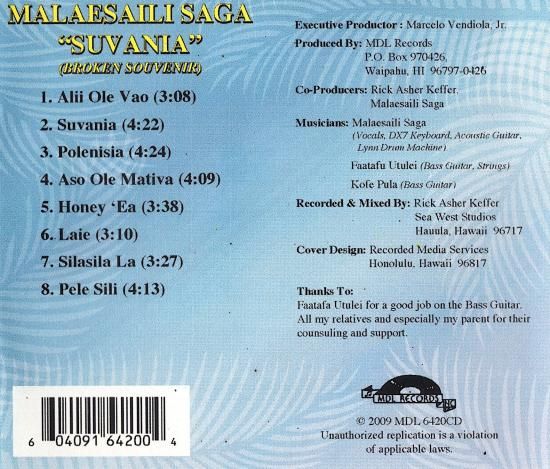 MALAESAILI SAGA
"SUVANIA"
(BROKEN SOUVENIR)
1. Alii Ole Vao (3:08)
2. Suvania (4:22)
3. Polenisia (4:24)
4. Aso Ole Mativa (4:09)
5. Honey 'Ea (3:38)
6. Laie (3:10)
7. Silasila La (3:27)
8. Pele Sili (4:13)
6 04091 64200 4
Executive Productor : Marcelo Vendiola, Jr.
Produced By: MDL Records
P.O. Box 970426,
Waipahu, HI 96797-0426
Co-Producers: Rick Asher Keffer,
Malaesaili Saga
Musicians: Malaesaili Saga
(Vocals, DX7 Keyboard, Acoustic Guitar,
Lynn Drum Machine)
Faatafu Utulei (Bass Guitar, Strings)
Kofe Pula (Bass Guitar)
Recorded & Mixed By: Rick Asher Keffer
Sea West Studios
Hauula, Hawaii 96717
Cover Design: Recorded Media Services
Honolulu, Hawaii 96817
Thanks To:
Faatafa Utulei for a good job on the Bass Guitar.
All my relatives and especially my parent for their
counsuling and support.
MDL RECORDS
INC
© 2009 MDL 6420CD
Unauthorized replication is a violation
of applicable laws.